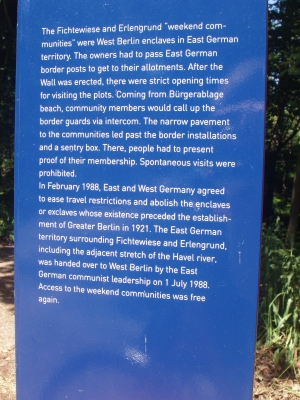 The Fichtewiese and Erlengrund "weekend com-
munities" were West Berlin enclaves in East German
territory. The owners had to pass East German
border posts to get to their allotments. After the
Wall was erected, there were strict opening times
for visiting the plots. Coming from Bürgerablage
beach, community members would call up the
border guards via intercom. The narrow pavement
to the communities led past the border installations
and a sentry box. There, people had to present
proof of their membership. Spontaneous visits were
prohibited.
In February 1988, East and West Germany agreed
to ease travel restrictions and abolish the enclaves
or exclaves whose existence preceded the establish-
ment of Greater Berlin in 1921. The East German
territory surrounding Fichtewiese and Erlengrund,
including the adjacent stretch of the Havel river,
was handed over to West Berlin by the East
German communist leadership on 1 July 1988.
Access to the weekend communities was free
again.